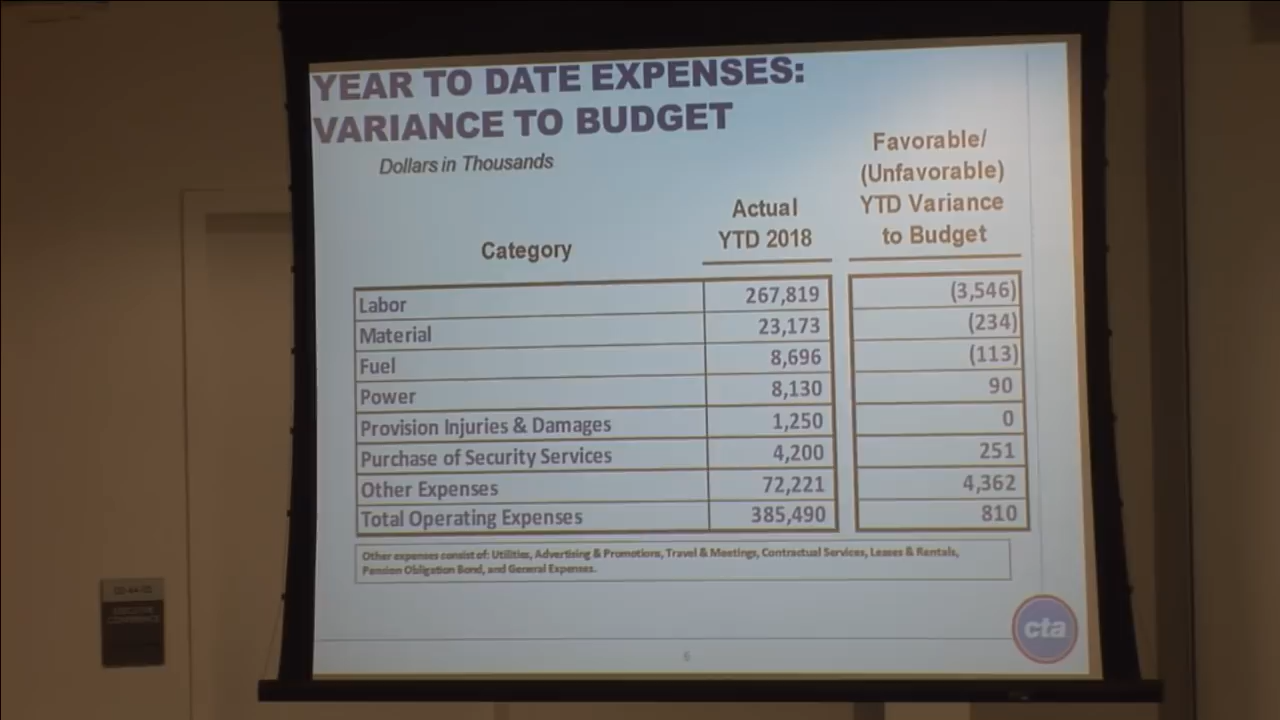 YEAR TO DATE EXPENSES:
VARIANCE TO BUDGET
Dollars in Thousands
Category
Actual
YTD 2018
Favorable/
(Unfavorable)
YTD Variance
to Budget
Labor 267,819 (3,546)
Material 23,173 (234)
Fuel 8,696 (113)
Power 8,130 90
Provision Injuries & Damages 1,250 0
Purchase of Security Services 4,200 251
Other Expenses 72,221 4,362
Total Operating Expenses 385,490 810
Other expenses consist of: Utilities, Advertising & Promotions, Travel & Meetings, Contractual Services, Leases & Rentals,
Pension Obligation Bond, and General Expenses.
cta
6
EXECUTIVE
CONFERENCE